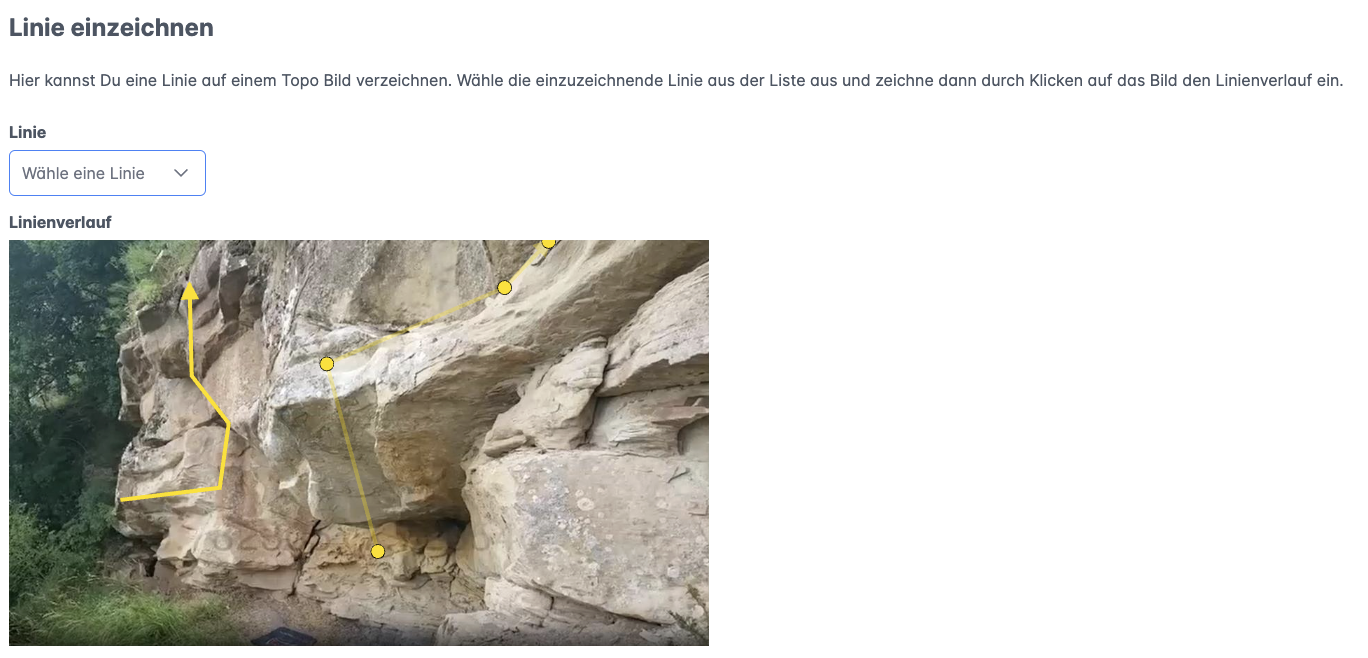 Linie einzeichnen
Hier kannst Du eine Linie auf einem Topo Bild verzeichnen. Wähle die einzuzeichnende Linie aus der Liste aus und zeichne dann durch Klicken auf das Bild den Linienverlauf ein.
Linie
Wähle eine Linie
Linienverlauf